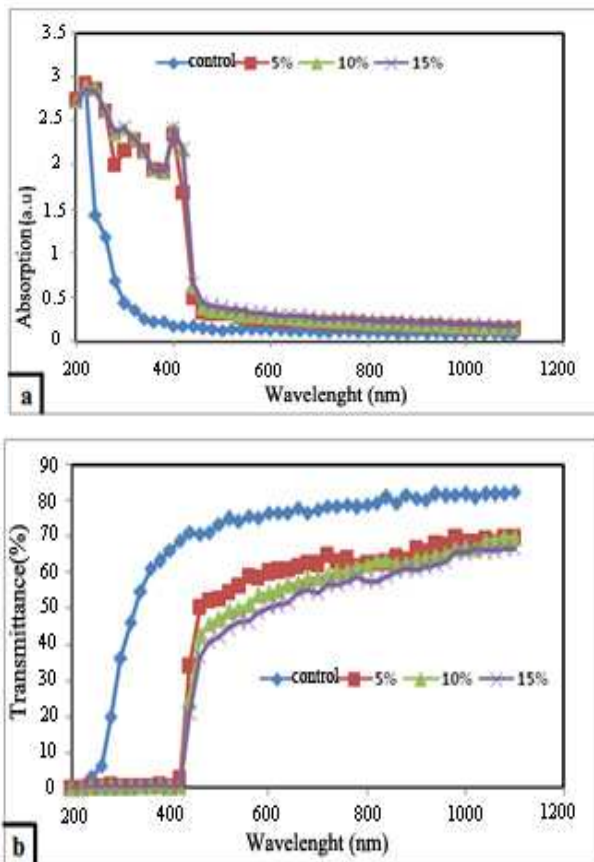 3.5
3
2.5
2
1.5
1
0.5
0
Absorption (a.u)
control 5% 10% 15%
200 400 600 800 1000 1200
Wavelenght (nm)
a
90
80
70
60
50
40
30
20
10
0
Transmittance(%)
control 5% 10% 15%
200 400 600 800 1000 1200
Wavelenght (nm)
b